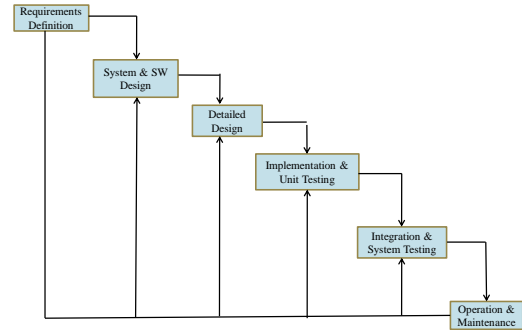 Requirements
Definition
System & SW
Design
Detailed
Design
Implementation &
Unit Testing
Integration &
System Testing
Operation &
Maintenance